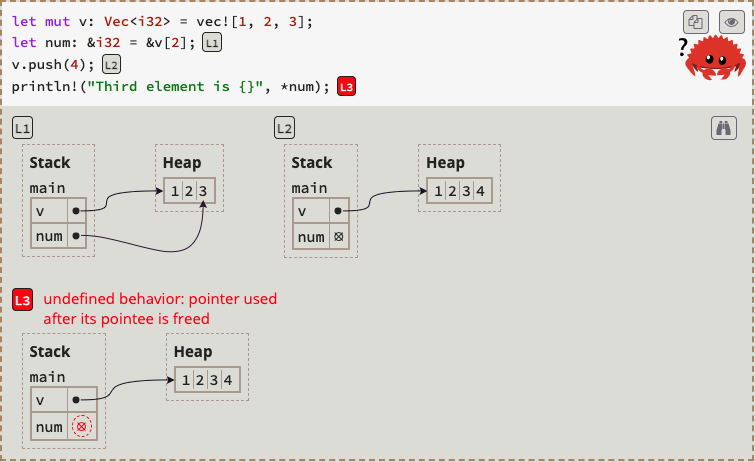 let mut v: Vec<i32> = vec![1, 2, 3];
let num: &i32 = &v[2]; L1
v.push(4); L2
println!("Third element is {}", *num); L3
?
L1
Stack
main
v
num
Heap
1 2 3
L2
Stack
main
v
num
Heap
1 2 3 4
L3 undefined behavior: pointer used
after its pointee is freed
Stack
main
v
num
Heap
1 2 3 4